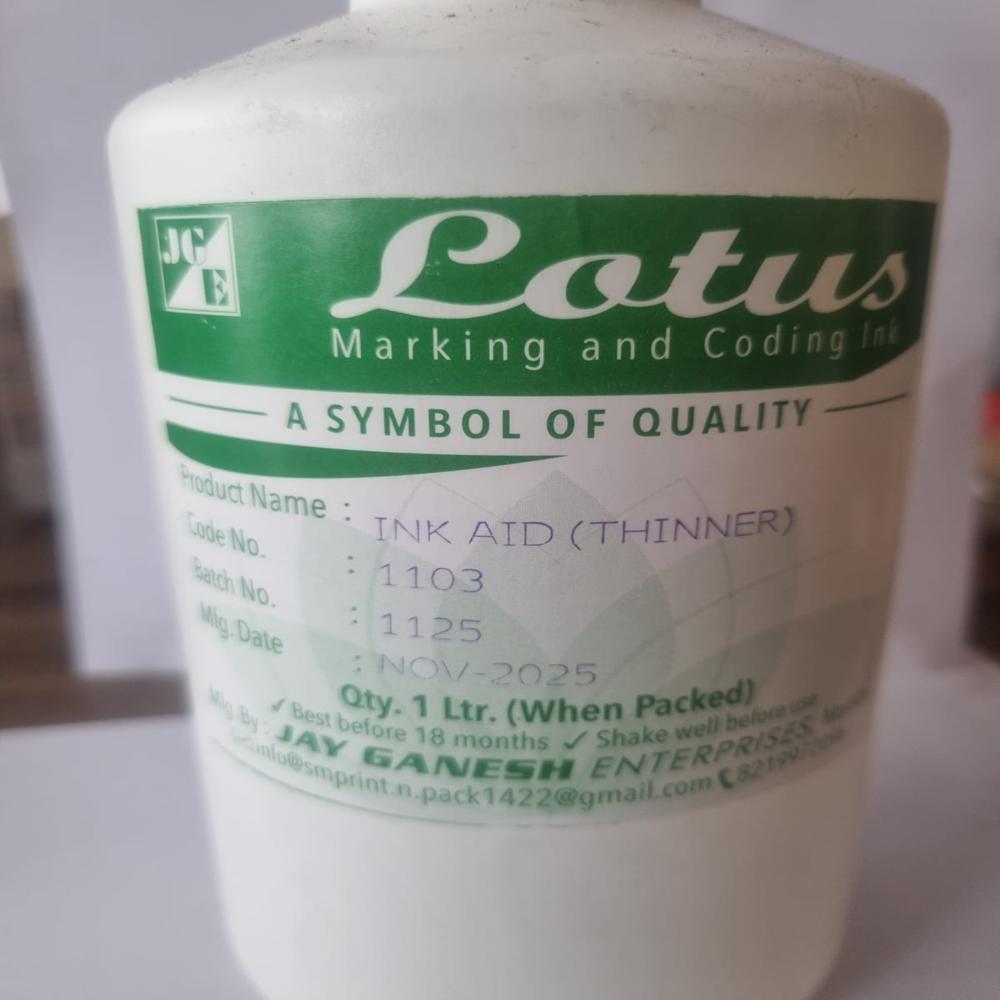 JG
E
Lotus
Marking and Coding Ink
A SYMBOL OF QUALITY
Product Name : INK AID (THINNER)
Code No. : 1103
Batch No. : 1125
Mfg. Date : NOV-2025
Qty. 1 Ltr. (When Packed)
✓ Best before 18 months ✓ Shake well before use
Mfg. By : JAY GANESH ENTERPRISES,
info@smprint.n.pack1422@gmail.com